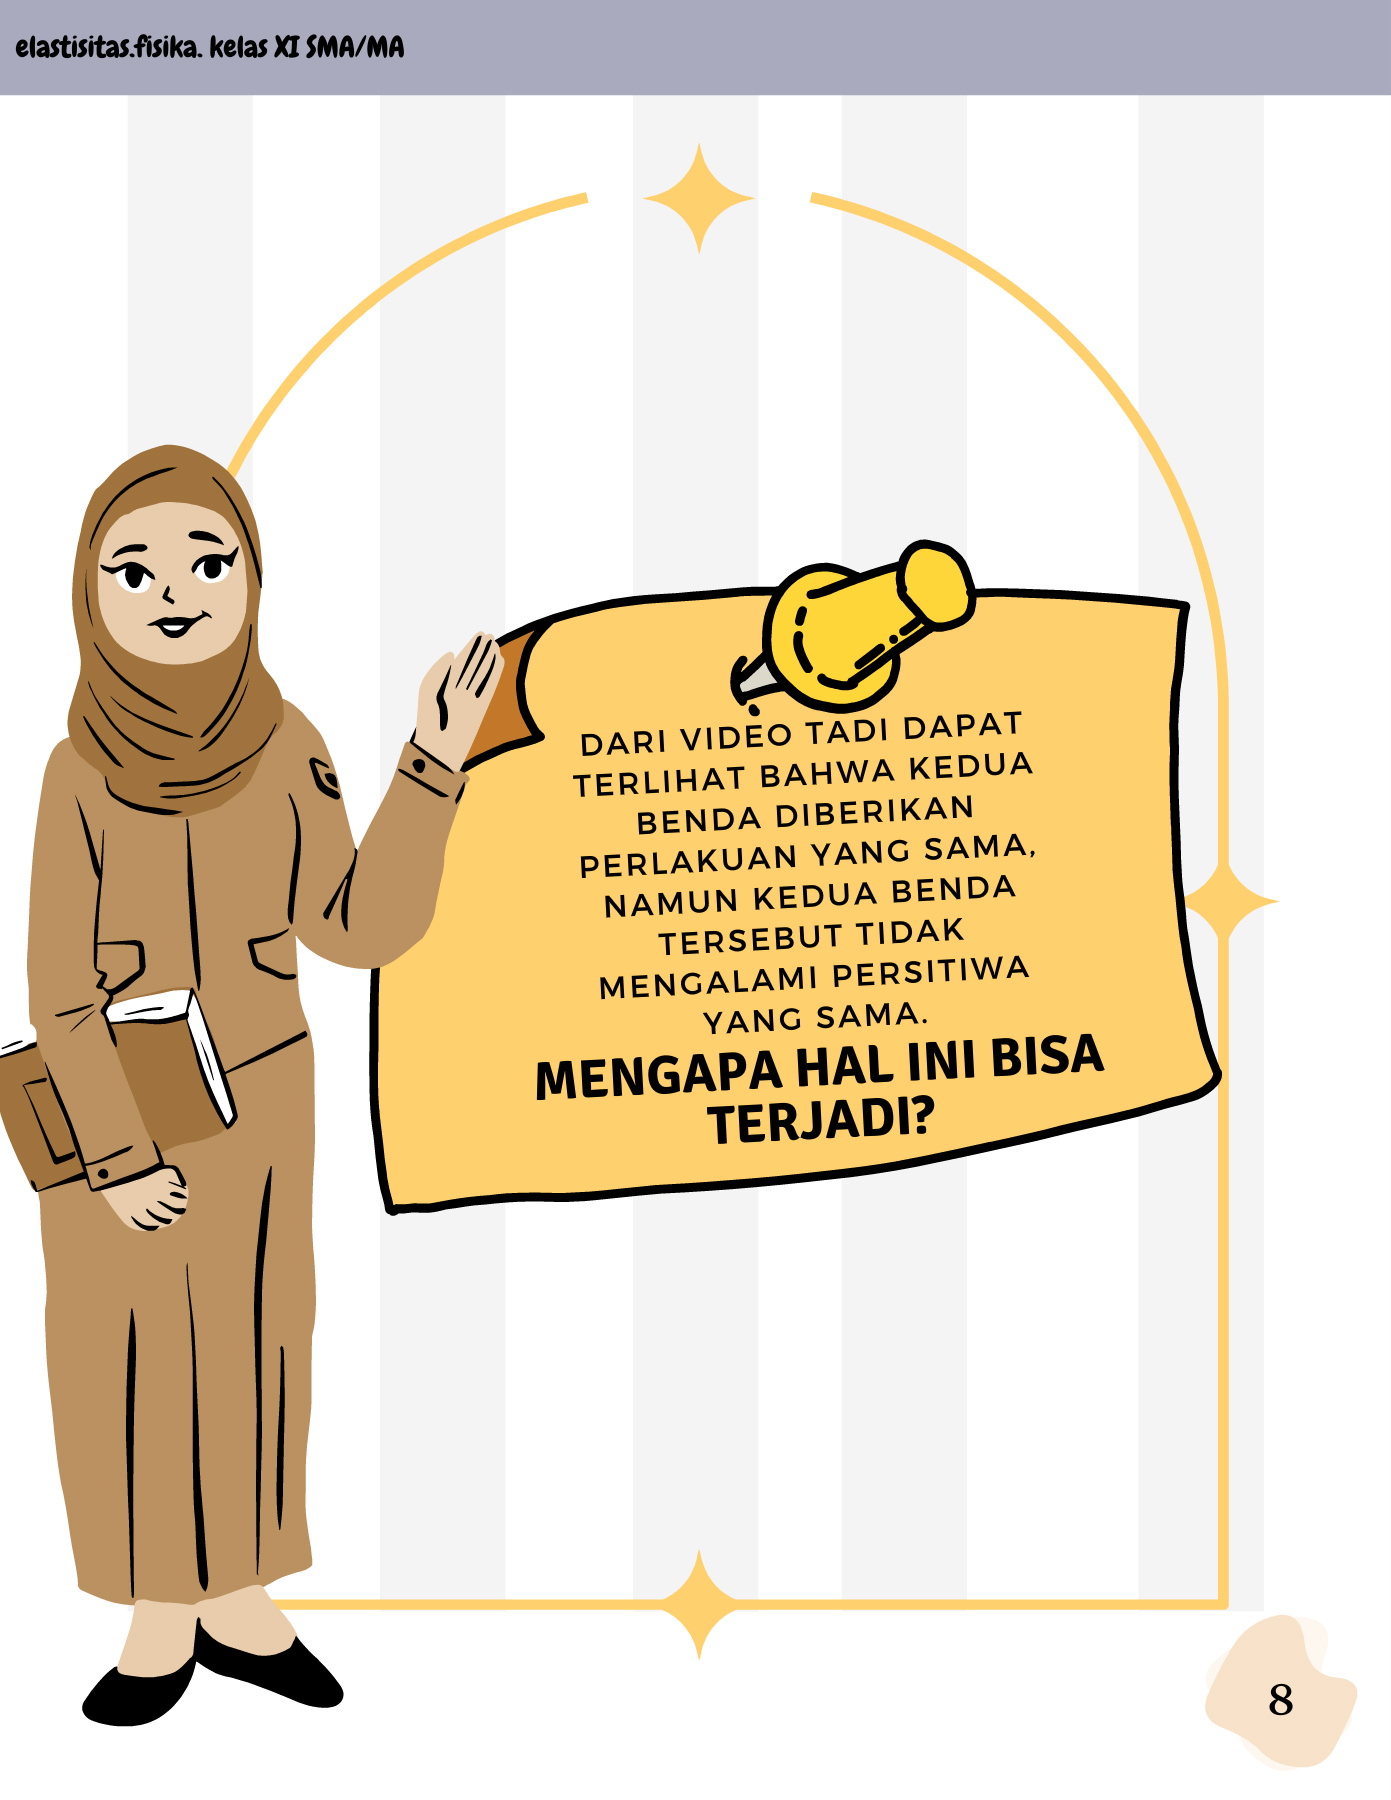 elastisitas.fisika. kelas XI SMA/MA
DARI VIDEO TADI DAPAT
TERLIHAT BAHWA KEDUA
BENDA DIBERIKAN
PERLAKUAN YANG SAMA,
NAMUN KEDUA BENDA
TERSEBUT TIDAK
MENGALAMI PERSITIWA
YANG SAMA.
MENGAPA HAL INI BISA
TERJADI?
8